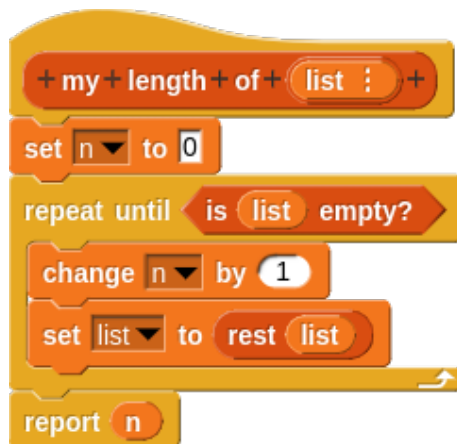 + my + length + of + list ⋮ +
set n to 0
repeat until is list empty?
change n by 1
set list to rest list
report n